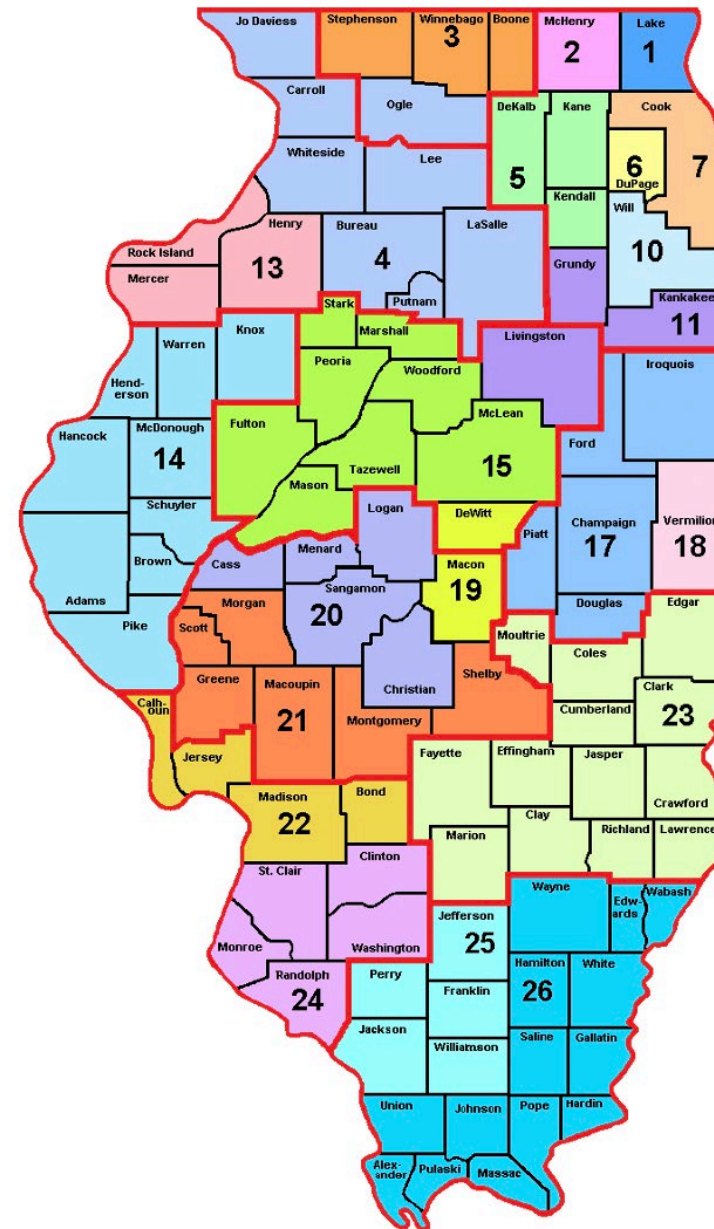 Jo Daviess
Stephenson
Winnebago
Boone
McHenry
Lake
3
2
1
Carroll
Ogle
DeKalb
Kane
Cook
Whiteside
Lee
6
7
DuPage
5
Kendall
Will
Henry
Bureau
LaSalle
Rock Island
13
4
10
Mercer
Grundy
Putnam
Kankakee
11
Stark
Knox
Marshall
Warren
Livingston
Peoria
Woodford
Iroquois
Hend-
erson
McLean
Hancock
McDonough
Fulton
Ford
14
15
Tazewell
Mason
Schuyler
Logan
DeWitt
Champaign
Vermilion
Piatt
17
18
Brown
Cass
Menard
Macon
Sangamon
19
Adams
20
Morgan
Douglas
Edgar
Pike
Scott
Moultrie
Coles
Greene
Macoupin
Shelby
Christian
Clark
Calh-
oun
21
Cumberland
23
Montgomery
Jersey
Fayette
Effingham
Jasper
Madison
Bond
Crawford
22
Clay
Marion
Richland
Lawrence
Clinton
St. Clair
Wayne
Wabash
Edw-
ards
Jefferson
25
Monroe
Washington
Hamilton
White
Randolph
Perry
24
Franklin
26
Jackson
Saline
Gallatin
Williamson
Union
Johnson
Pope
Hardin
Alex-
ander
Pulaski
Massac